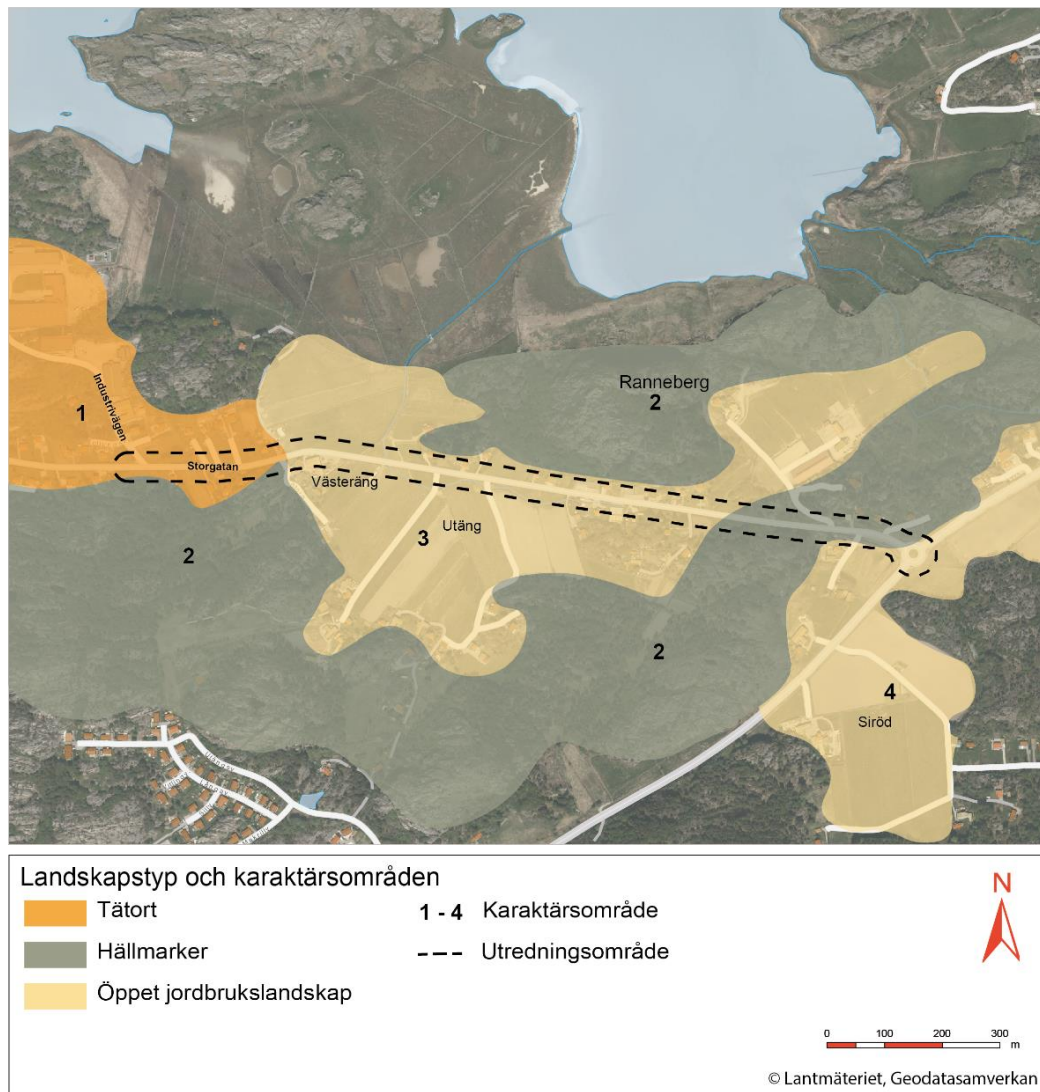 Ranneberg
2
1
Industrivägen
Storgatan
Västeräng
Utäng
3
2
2
4
Siröd
Landskapstyp och karaktärsområden
Tätort
1 - 4 Karaktärsområde
Hällmarker
Utredningsområde
Öppet jordbrukslandskap
N
0 100 200 300
m
© Lantmäteriet, Geodatasamverkan